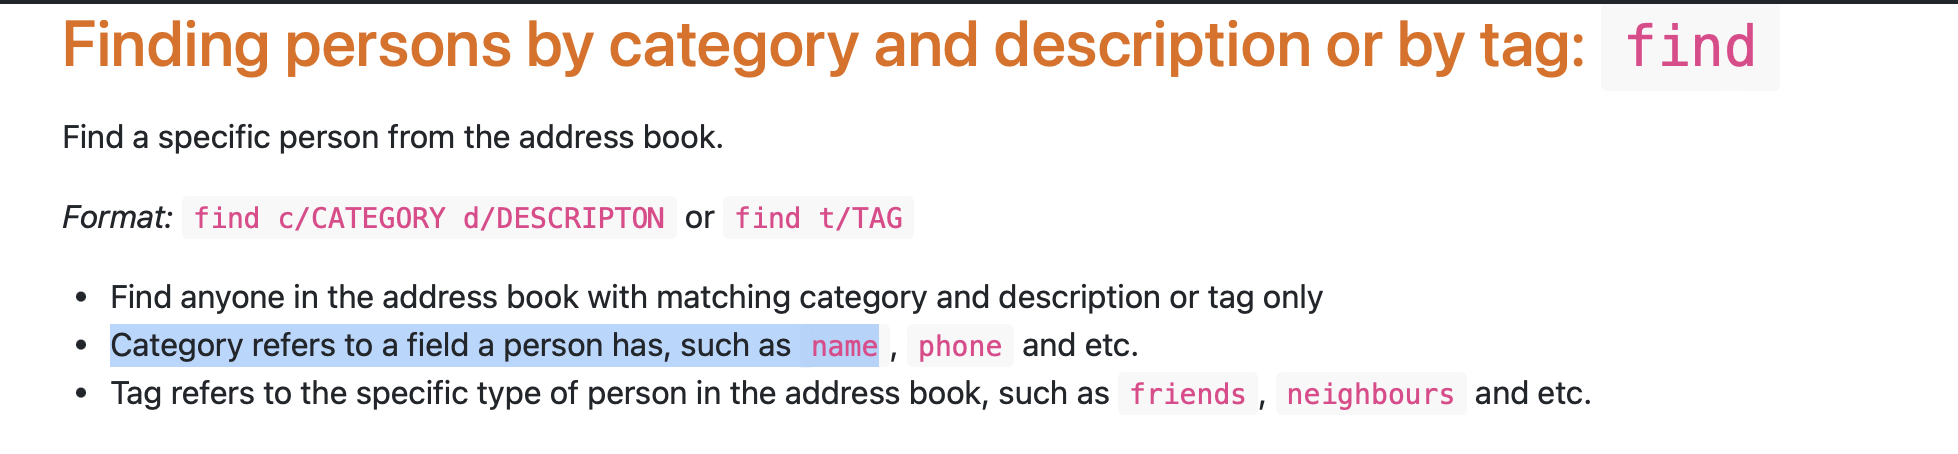 Finding persons by category and description or by tag: find
Find a specific person from the address book.
Format: find c/CATEGORY d/DESCRIPTON or find t/TAG
• Find anyone in the address book with matching category and description or tag only
• Category refers to a field a person has, such as name , phone and etc.
• Tag refers to the specific type of person in the address book, such as friends , neighbours and etc.